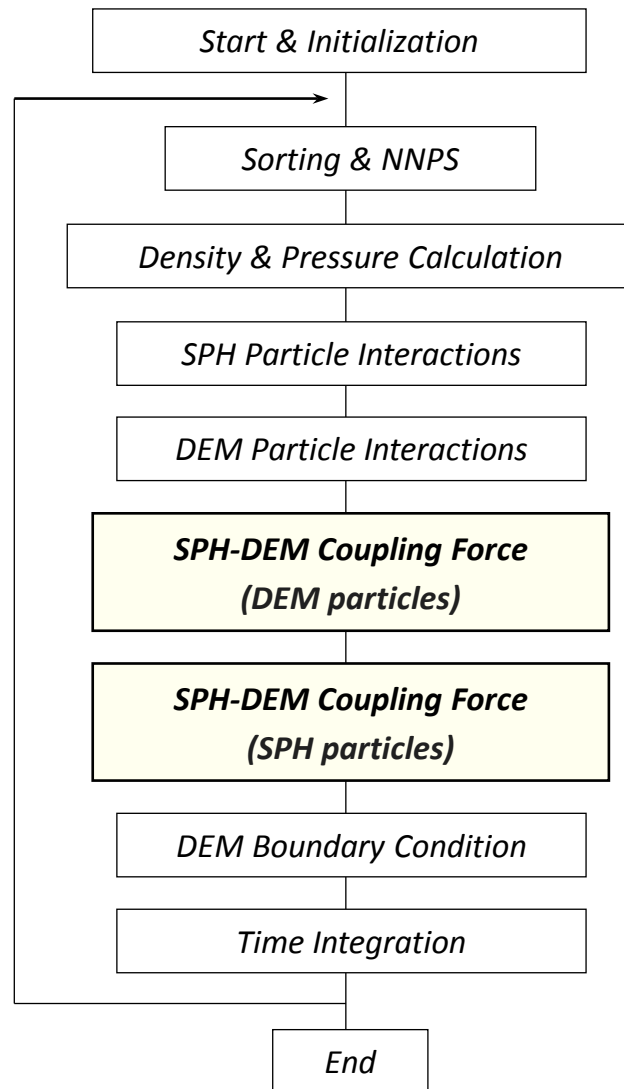 Start & Initialization
Sorting & NNPS
Density & Pressure Calculation
SPH Particle Interactions
DEM Particle Interactions
SPH-DEM Coupling Force
(DEM particles)
SPH-DEM Coupling Force
(SPH particles)
DEM Boundary Condition
Time Integration
End